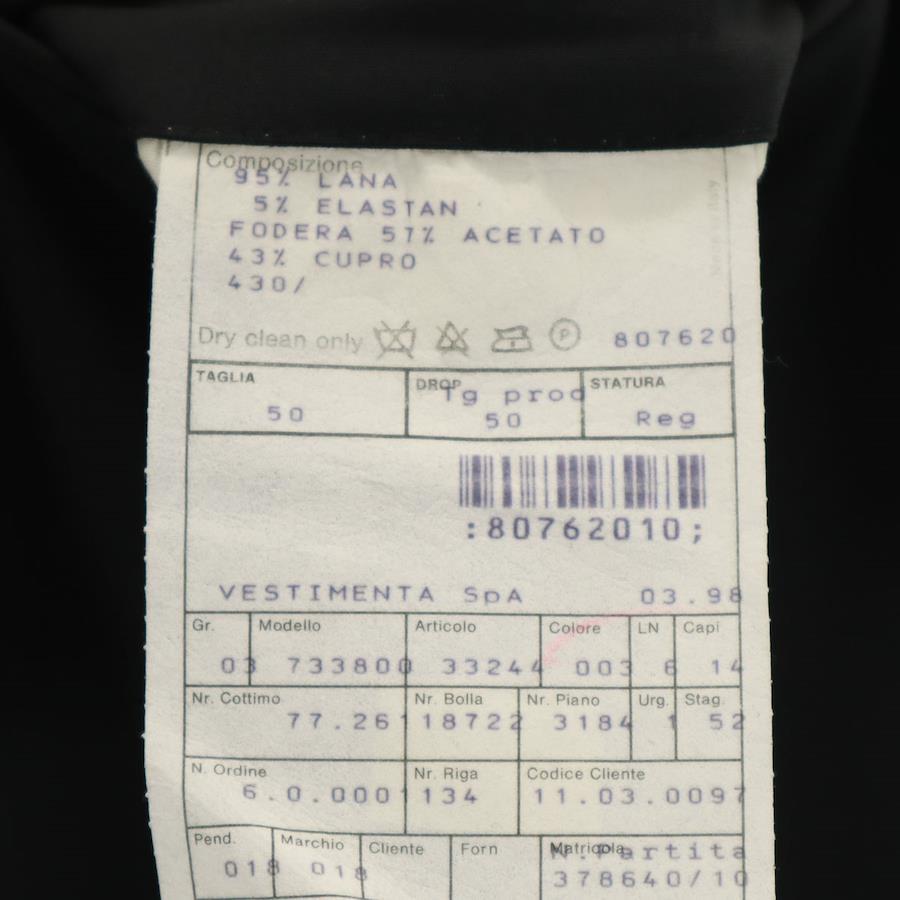 Composizione
95% LANA
5% ELASTAN
FODERA 57% ACETATO
43% CUPRO
430/
Dry clean only P 807620
TAGLIA DROP STATURA
Tg prod
50 50 Reg
:80762010;
VESTIMENTA SpA 03.98
Gr. Modello Articolo Colore LN Capi
03 733800 33244 003 6 14
Nr. Cottimo Nr. Bolla Nr. Piano Urg. Stag.
77.261 18722 3184 1 52
N. Ordine Nr. Riga Codice Cliente
6.0.0001 134 11.03.0097
Pend. Marchio Cliente Forn Matricola
N.Partita
018 018 378640/10